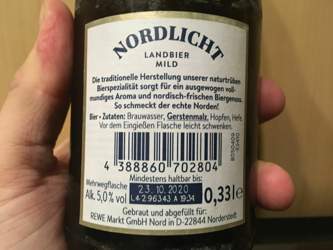 NORDLICHT
LANDBIER
MILD
Die traditionelle Herstellung unserer naturtrüben
Bierspezialität sorgt für ein ausgewogen voll-
mundiges Aroma und nordisch-frischen Biergenuss.
So schmeckt der echte Norden!
Bier • Zutaten: Brauwasser, Gerstenmalz, Hopfen, Hefe.
Vor dem Eingießen Flasche leicht schwenken.
4 388860 702804
Mindestens haltbar bis:
Mehrwegflasche
23.10.2020
Alk. 5,0 % vol
0,33 l e
Gebraut und abgefüllt für:
REWE Markt GmbH Nord in D-22844 Norderstedt